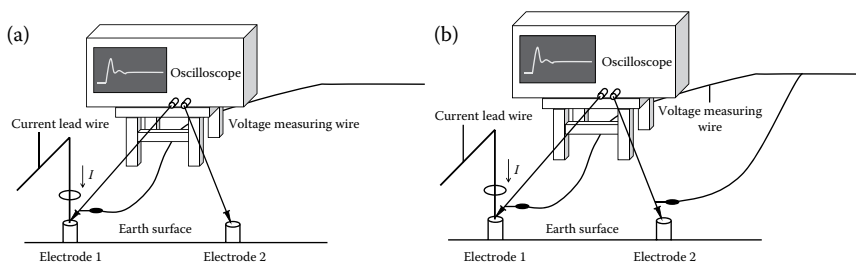 (a)
Oscilloscope
Current lead wire
Voltage measuring wire
I
Earth surface
Electrode 1
Electrode 2
(b)
Oscilloscope
Voltage measuring
wire
Current lead wire
I
Earth surface
Electrode 1
Electrode 2